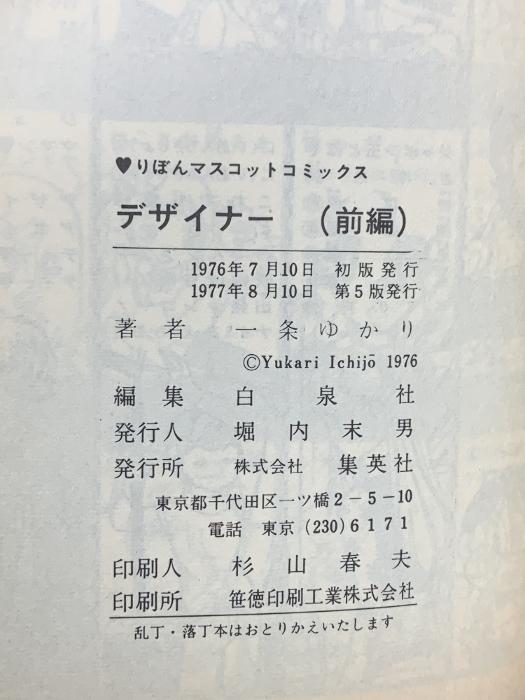 ♥りぼんマスコットコミックス
デザイナー (前編)
1976年7月10日 初版発行
1977年8月10日 第5版発行
著者 一条ゆかり
©Yukari Ichijō 1976
編集 白泉社
発行人 堀内末男
発行所 株式会社 集英社
東京都千代田区一ツ橋2-5-10
電話 東京 (230) 6171
印刷人 杉山春夫
印刷所 笹徳印刷工業株式会社
乱丁・落丁本はおとりかえいたします